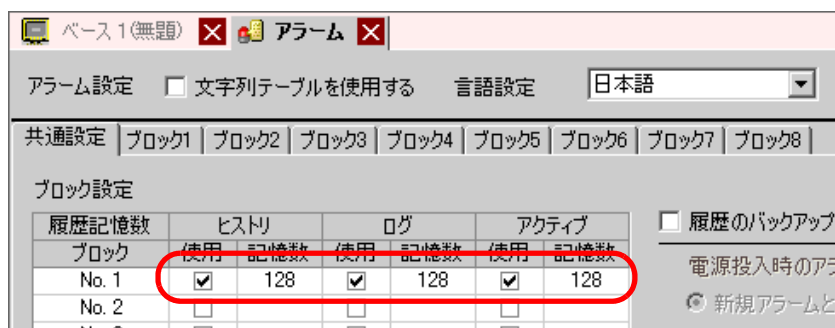 ベース 1(無題) アラーム
アラーム設定 文字列テーブルを使用する 言語設定 日本語
共通設定 ブロック1 ブロック2 ブロック3 ブロック4 ブロック5 ブロック6 ブロック7 ブロック8
ブロック設定
履歴記憶数 ヒストリ ログ アクティブ 履歴のバックアップ
ブロック 使用 記憶数 使用 記憶数 使用 記憶数
電源投入時のアラ
No. 1 128 128 128
No. 2 新規アラームと